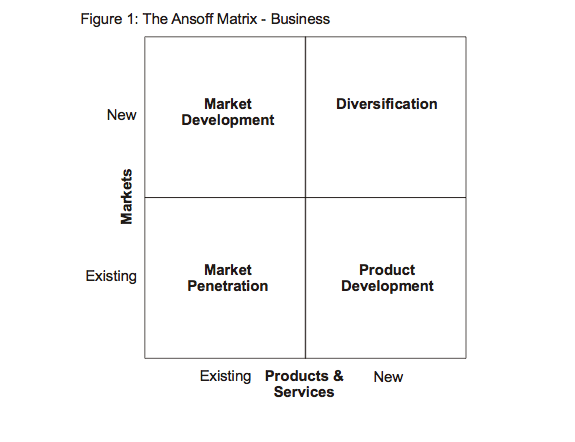 Figure 1: The Ansoff Matrix - Business
New
Market
Development
Diversification
Markets
Existing
Market
Penetration
Product
Development
Existing
Products &
Services
New